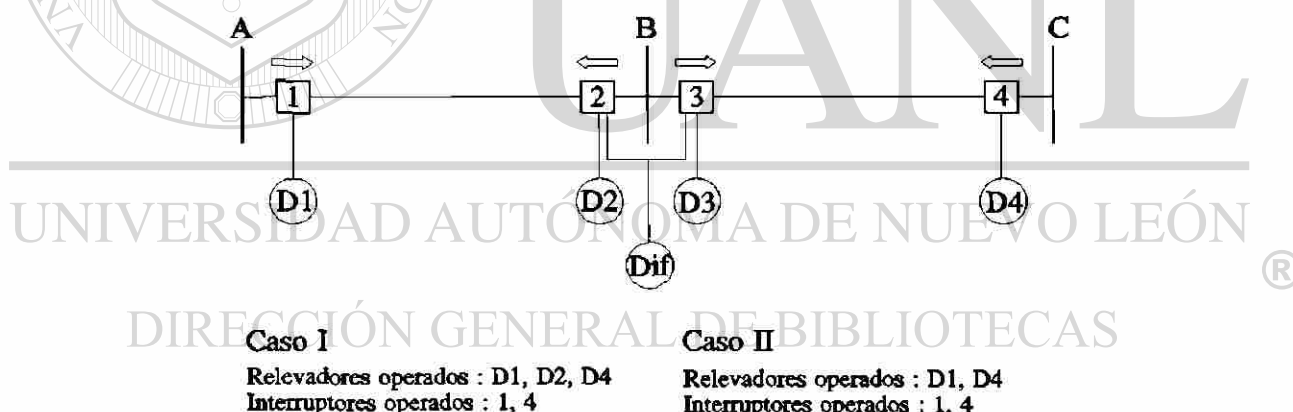 UANL
A B C
1 2 3 4
D1 D2 D3 D4
UNIVERSIDAD AUTÓNOMA DE NUEVO LEÓN
Dif
®
DIRECCIÓN GENERAL DE BIBLIOTECAS
Caso I
Relevadores operados : D1, D2, D4
Interruptores operados : 1, 4
Caso II
Relevadores operados : D1, D4
Interruptores operados : 1, 4